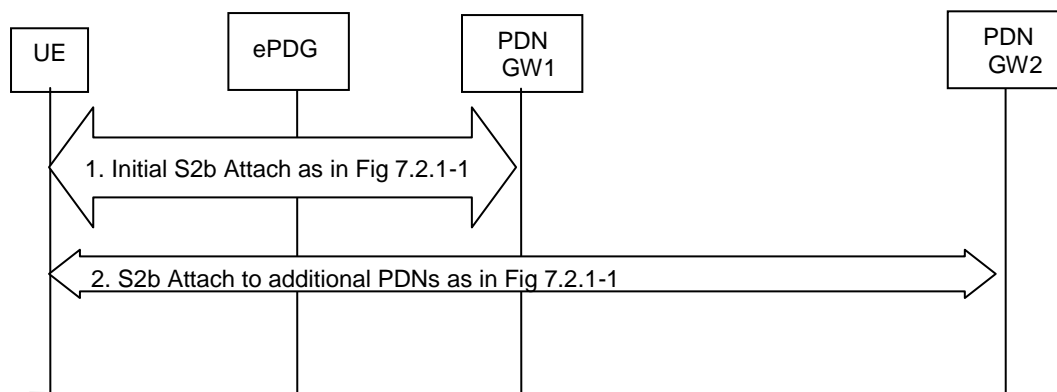 UE
ePDG
PDN
GW1
PDN
GW2
1. Initial S2b Attach as in Fig 7.2.1-1
2. S2b Attach to additional PDNs as in Fig 7.2.1-1